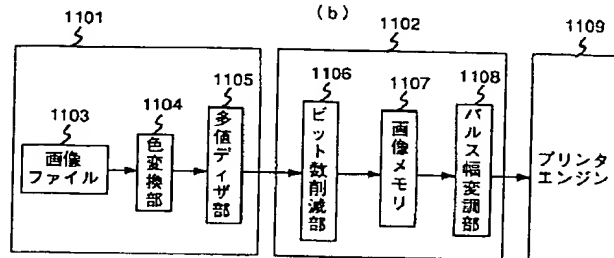 1101
(b)
1102
1109
1103
1104
1105
1106
1107
1108
画像
ファイル
色変換部
多値ディザ部
ビット数削減部
画像メモリ
パルス幅変調部
プリンタ
エンジン